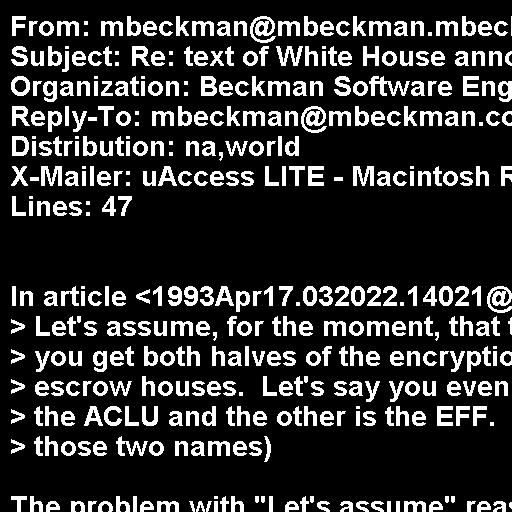 From: mbeckman@mbeckman.mbeck
Subject: Re: text of White House anno
Organization: Beckman Software Eng
Reply-To: mbeckman@mbeckman.co
Distribution: na,world
X-Mailer: uAccess LITE - Macintosh R
Lines: 47
In article <1993Apr17.032022.14021@
> Let's assume, for the moment, that t
> you get both halves of the encryptio
> escrow houses.  Let's say you even
> the ACLU and the other is the EFF.
> those two names)
The problem with "Let's assume" reas